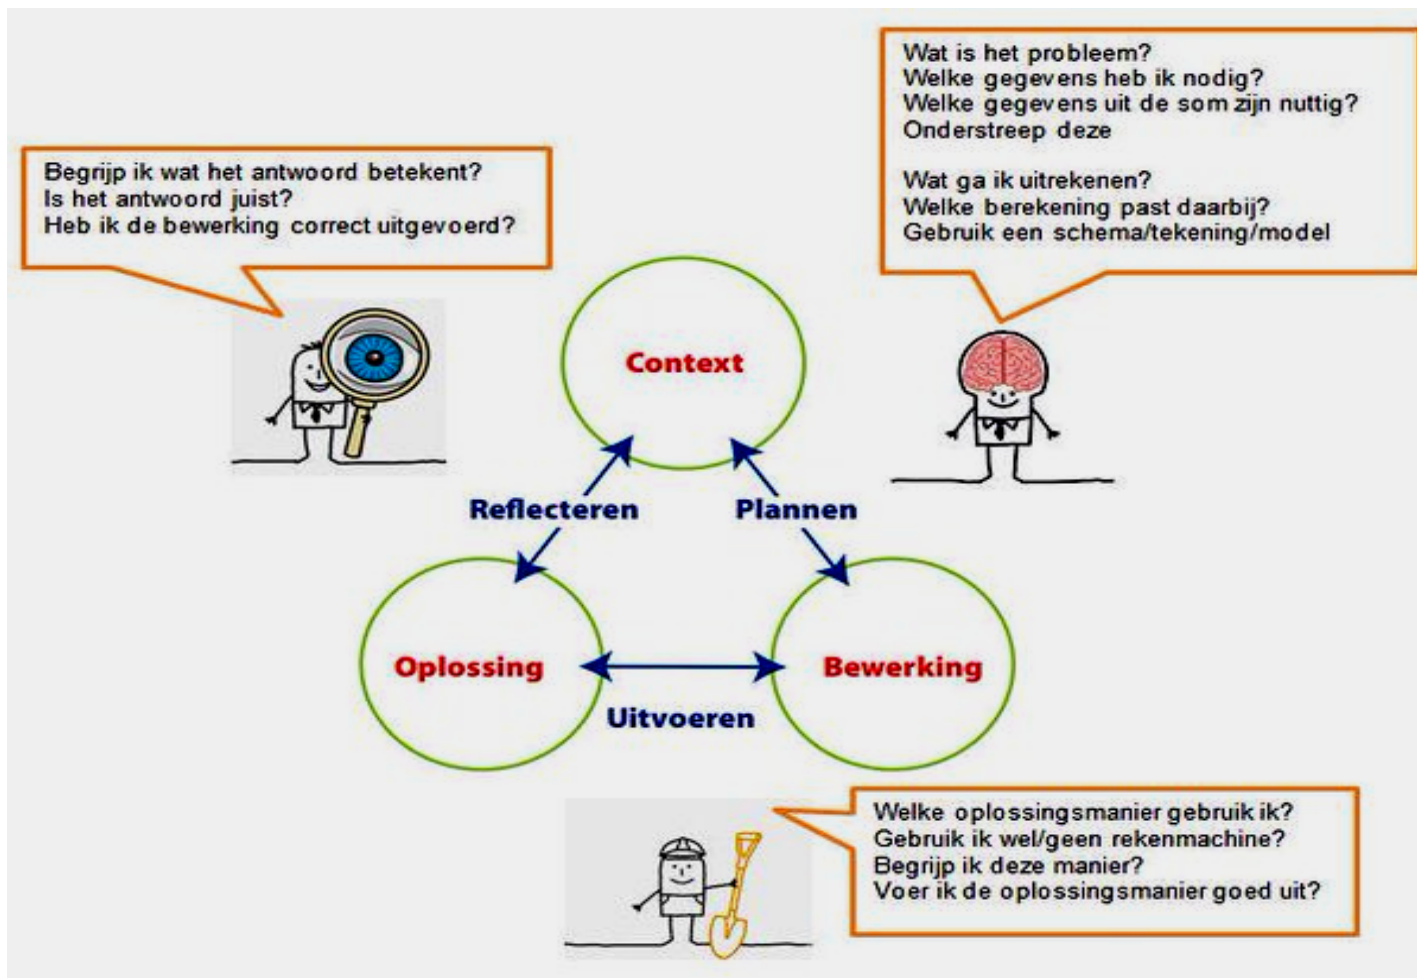 Wat is het probleem?
Welke gegevens heb ik nodig?
Welke gegevens uit de som zijn nuttig?
Onderstreep deze
Wat ga ik uitrekenen?
Welke berekening past daarbij?
Gebruik een schema/tekening/model
Begrijp ik wat het antwoord betekent?
Is het antwoord juist?
Heb ik de bewerking correct uitgevoerd?
Context
Reflecteren
Plannen
Oplossing
Bewerking
Uitvoeren
Welke oplossingsmanier gebruik ik?
Gebruik ik wel/geen rekenmachine?
Begrijp ik deze manier?
Voer ik de oplossingsmanier goed uit?